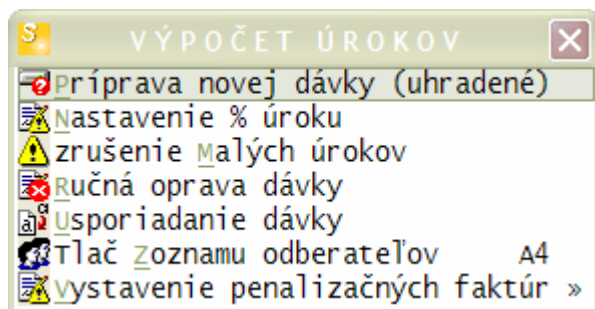 S.
VÝPOČET ÚROKOV
Príprava novej dávky (uhradené)
Nastavenie % úroku
zrušenie Malých úrokov
Ručná oprava dávky
Usporiadanie dávky
Tlač Zoznamu odberateľov A4
Vystavenie penalizačných faktúr »